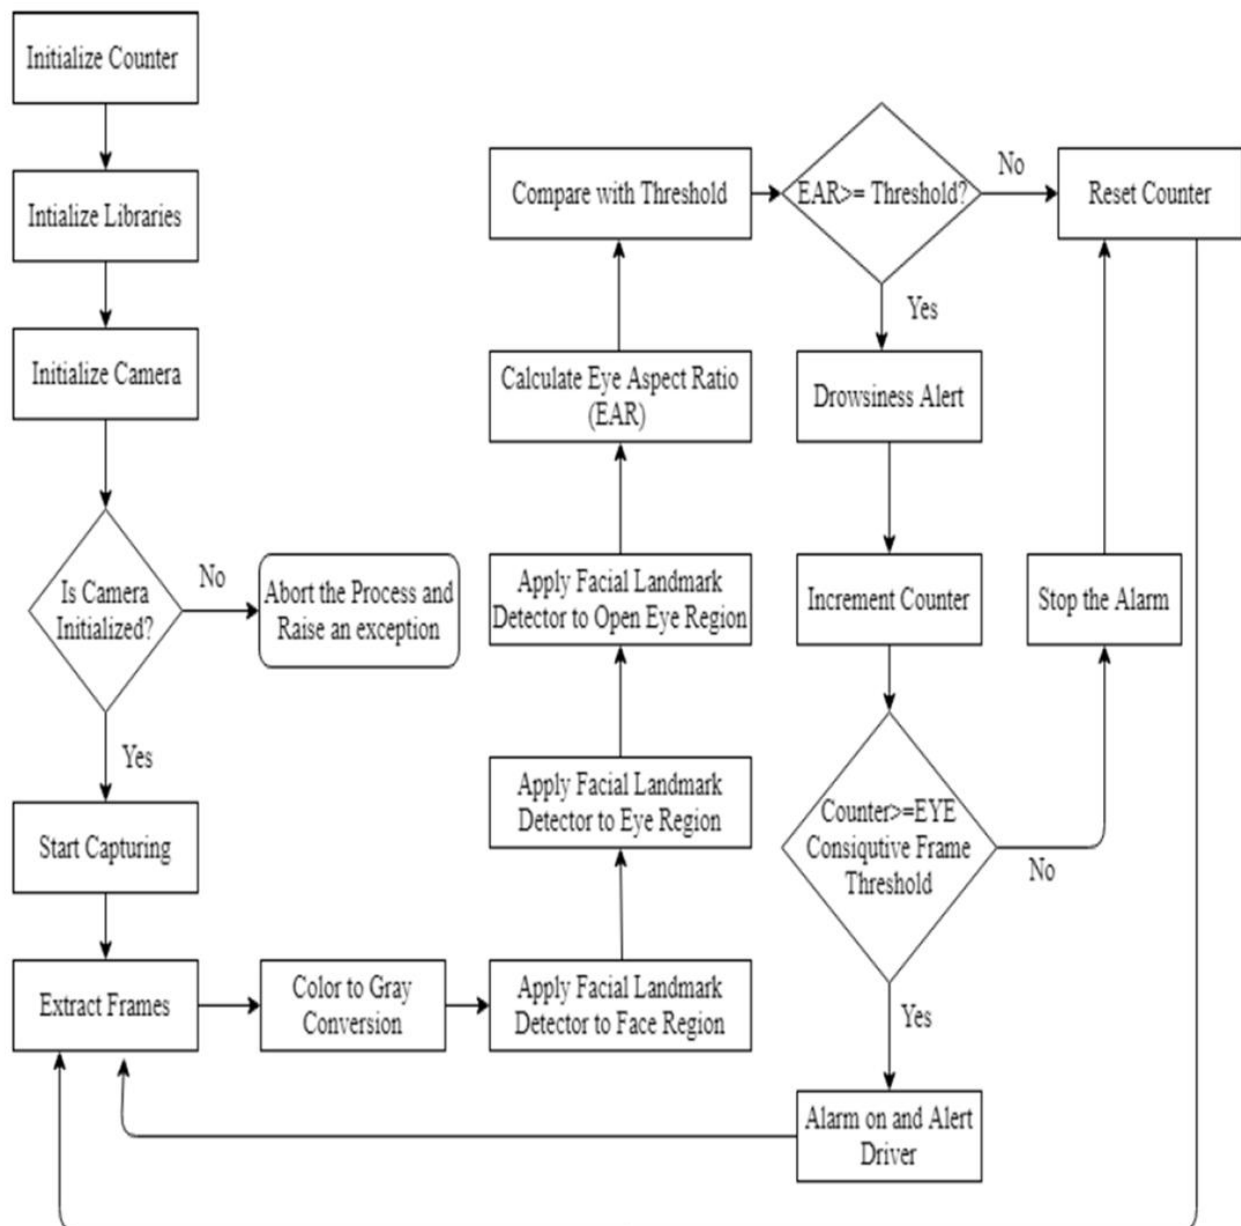 Initialize Counter
Intialize Libraries
Initialize Camera
Is Camera
Initialized?
No
Abort the Process and
Raise an exception
Yes
Start Capturing
Extract Frames
Color to Gray
Conversion
Apply Facial Landmark
Detector to Face Region
Apply Facial Landmark
Detector to Eye Region
Apply Facial Landmark
Detector to Open Eye Region
Calculate Eye Aspect Ratio
(EAR)
Compare with Threshold
EAR>= Threshold?
No
Reset Counter
Yes
Drowsiness Alert
Increment Counter
Stop the Alarm
Counter>=EYE
Consiqutive Frame
Threshold
No
Yes
Alarm on and Alert
Driver